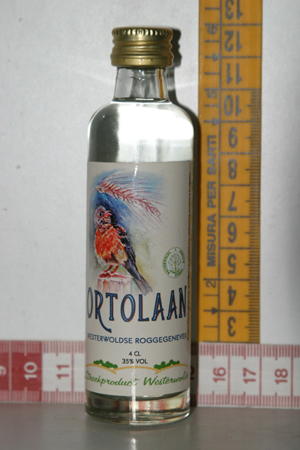 ORTOLAAN
WESTERWOLDSE ROGGEGENEVER
4 CL
35% VOL
Streekproduct Westerwolde
MISURA PER SARTI
13
12
11
10
9
8
7
6
5
4
3
2
9 10 11
16 17 18